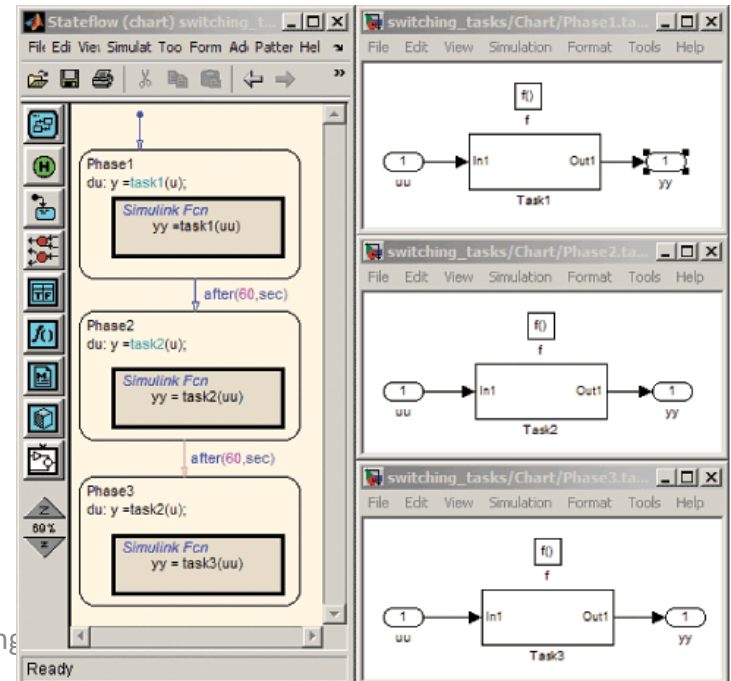 Stateflow (chart) switching_t...
File Edi Vie Simulat Too Form Ad Patter Hel
Phase1
du: y =task1(u);
Simulink Fcn
yy =task1(uu)
after(60,sec)
Phase2
du: y =task2(u);
Simulink Fcn
yy = task2(uu)
after(60,sec)
Phase3
du: y =task2(u);
Simulink Fcn
yy = task3(uu)
H
TF
f()
M
Z
69 %
Z
Ready
switching_tasks/Chart/Phase1.ta...
File Edit View Simulation Format Tools Help
f()
f
1
In1 Out1
1
uu
Task1
yy
switching_tasks/Chart/Phase2.ta...
File Edit View Simulation Format Tools Help
f()
f
1
In1 Out1
1
uu
Task2
yy
switching_tasks/Chart/Phase3.ta...
File Edit View Simulation Format Tools Help
f()
f
1
In1 Out1
1
uu
Task3
yy